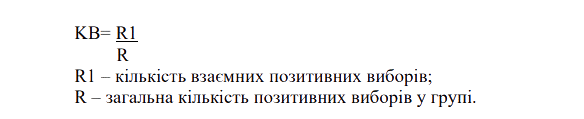 КВ= R1
R
R1 – кількість взаємних позитивних виборів;
R – загальна кількість позитивних виборів у групі.